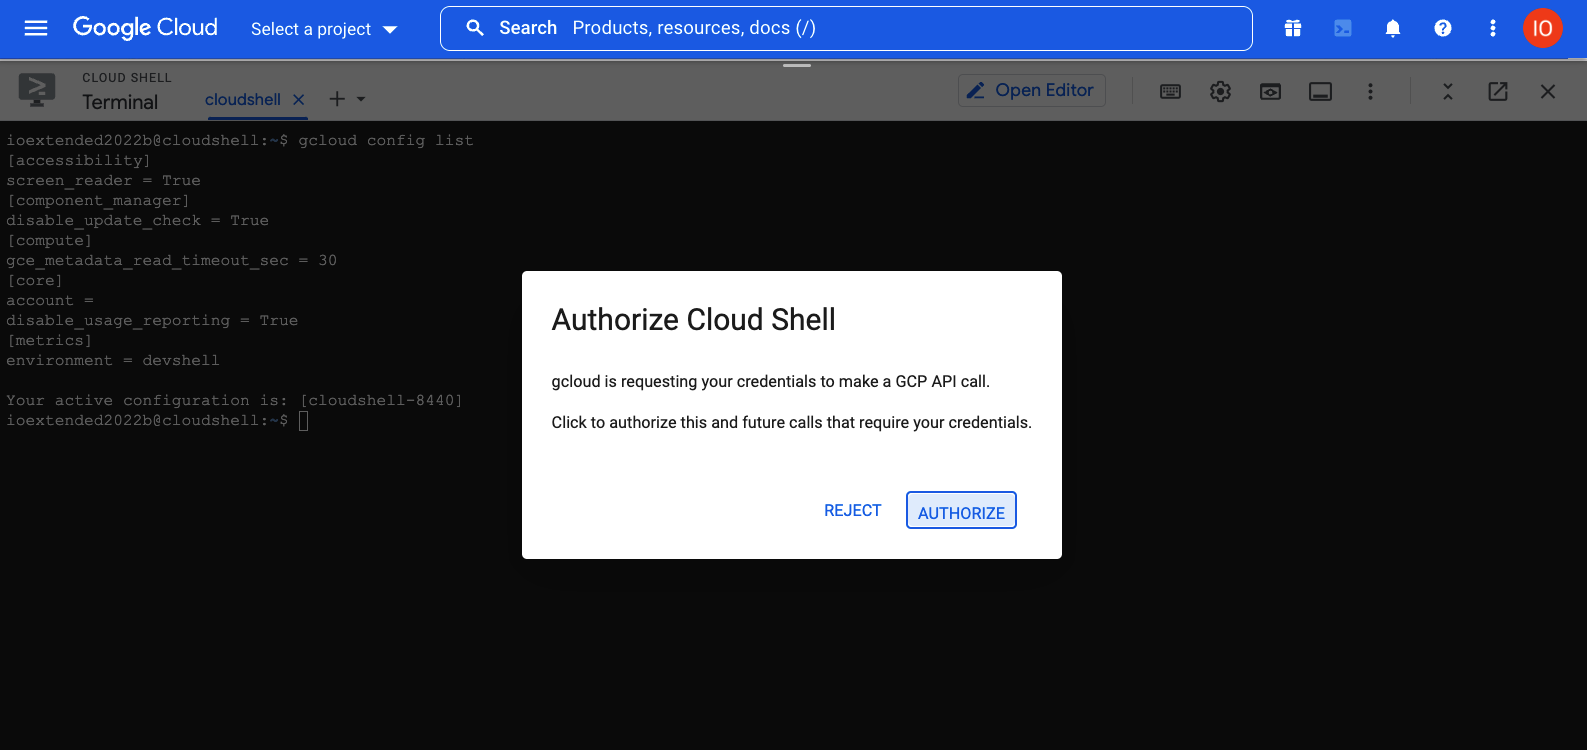 Google Cloud
Select a project
Search Products, resources, docs (/)
IO
CLOUD SHELL
Terminal
cloudshell
Open Editor
ioextended2022b@cloudshell:~$ gcloud config list
[accessibility]
screen_reader = True
[component_manager]
disable_update_check = True
[compute]
gce_metadata_read_timeout_sec = 30
[core]
account =
disable_usage_reporting = True
[metrics]
environment = devshell
Your active configuration is: [cloudshell-8440]
ioextended2022b@cloudshell:~$
Authorize Cloud Shell
gcloud is requesting your credentials to make a GCP API call.
Click to authorize this and future calls that require your credentials.
REJECT
AUTHORIZE